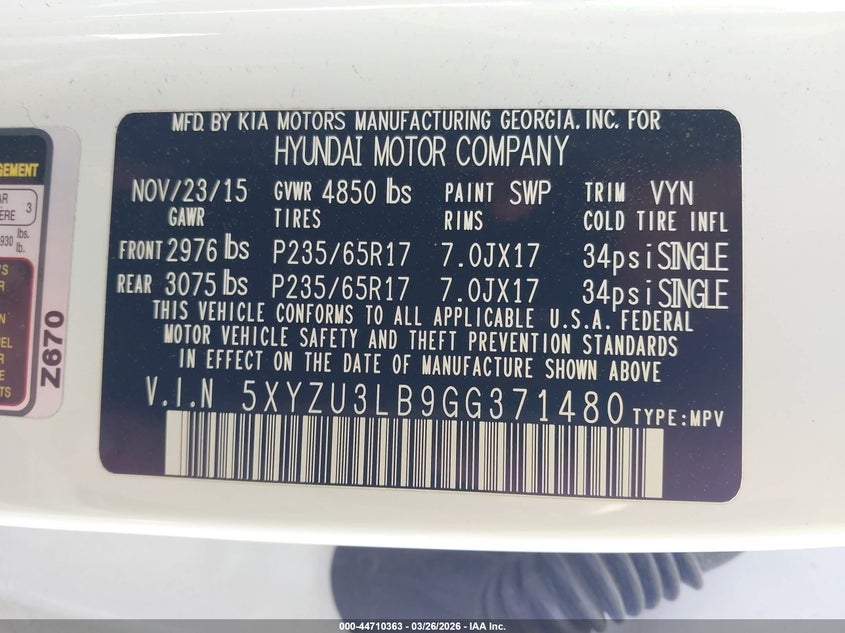 MFD. BY KIA MOTORS MANUFACTURING GEORGIA, INC. FOR
HYUNDAI MOTOR COMPANY
NOV/23/15 GVWR 4850 lbs PAINT SWP TRIM VYN
GAWR TIRES RIMS COLD TIRE INFL
FRONT 2976 lbs P235/65R17 7.0JX17 34psi SINGLE
REAR 3075 lbs P235/65R17 7.0JX17 34psi SINGLE
THIS VEHICLE CONFORMS TO ALL APPLICABLE U.S.A. FEDERAL
MOTOR VEHICLE SAFETY AND THEFT PREVENTION STANDARDS
IN EFFECT ON THE DATE OF MANUFACTURE SHOWN ABOVE
V.I.N 5XYZU3LB9GG371480 TYPE:MPV
3
930 lbs.
lb.
Z670
000-44710363 - 03/26/2026 - IAA Inc.